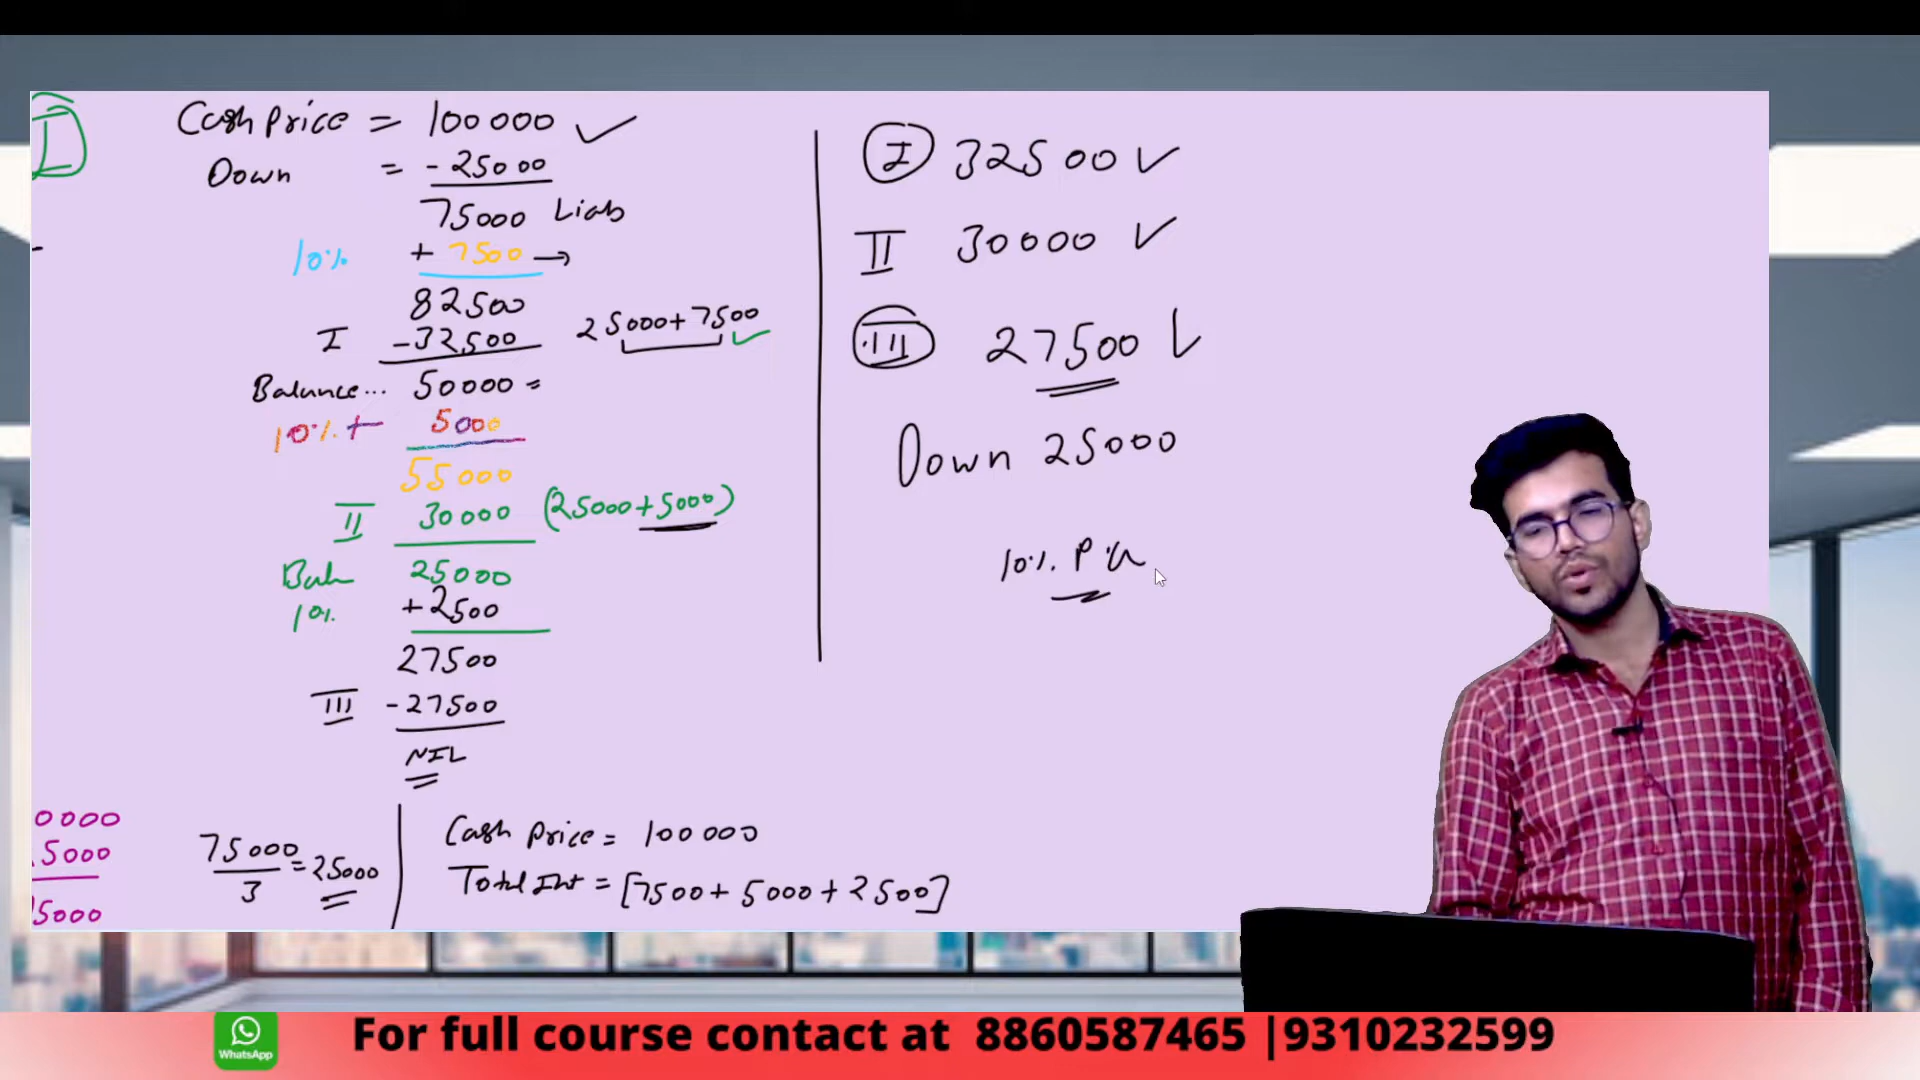 I
Cash Price = 100000
Down = - 25000
75000 Liab
10% + 7500 →
82500
I - 32500 25000+7500
Balance... 50000 =
10% + 5000
55000
II 30000 (25000+5000)
Bal 25000
10% +2500
27500
III - 27500
NIL
I 32500
II 30000
III 27500
Down 25000
10% P.a
0000
5000
5000
75000/3 = 25000
Cash Price = 100000
Total Int = [7500 + 5000 + 2500]
WhatsApp
For full course contact at 8860587465 |9310232599